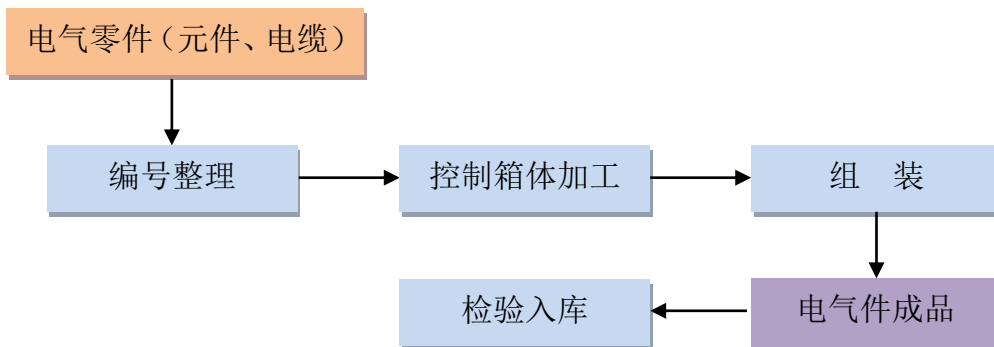 电气零件（元件、电缆）
编号整理
控制箱体加工
组　装
检验入库
电气件成品